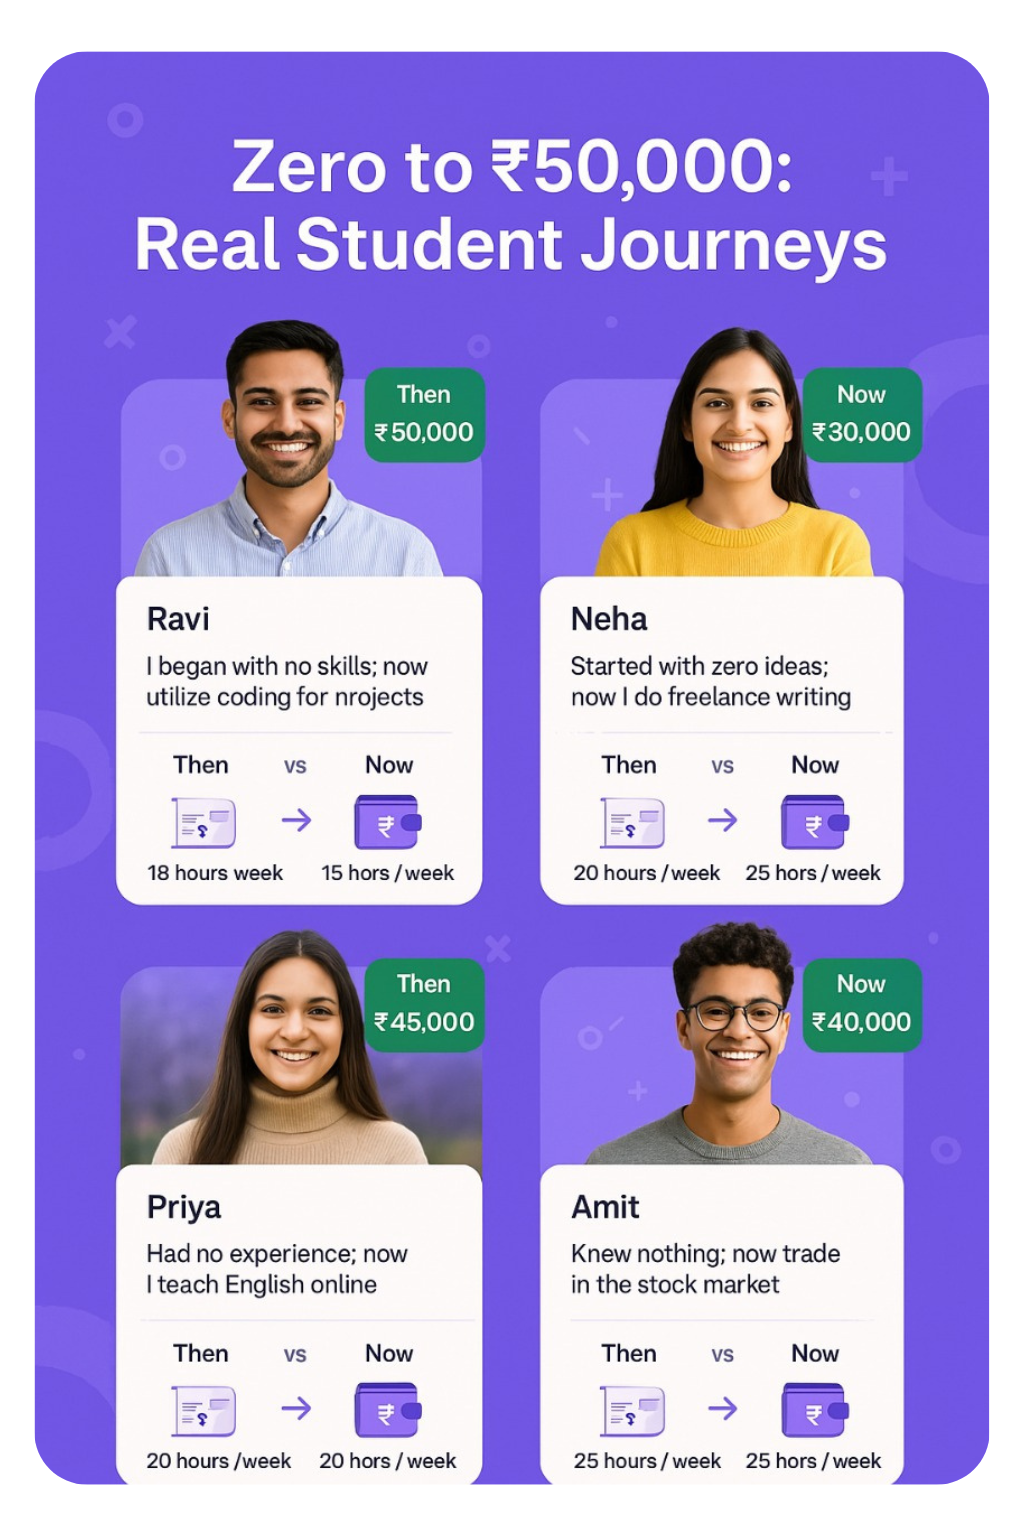 Zero to ₹50,000:
Real Student Journeys
Then
₹50,000
Ravi
I began with no skills; now
utilize coding for nrojects
Then vs Now
₹
18 hours week 15 hors / week
Now
₹30,000
Neha
Started with zero ideas;
now I do freelance writing
Then vs Now
₹
20 hours / week 25 hors / week
Then
₹45,000
Priya
Had no experience; now
I teach English online
Then vs Now
₹
20 hours /week 20 hors / week
Now
₹40,000
Amit
Knew nothing; now trade
in the stock market
Then vs Now
₹
25 hours / week 25 hors / week